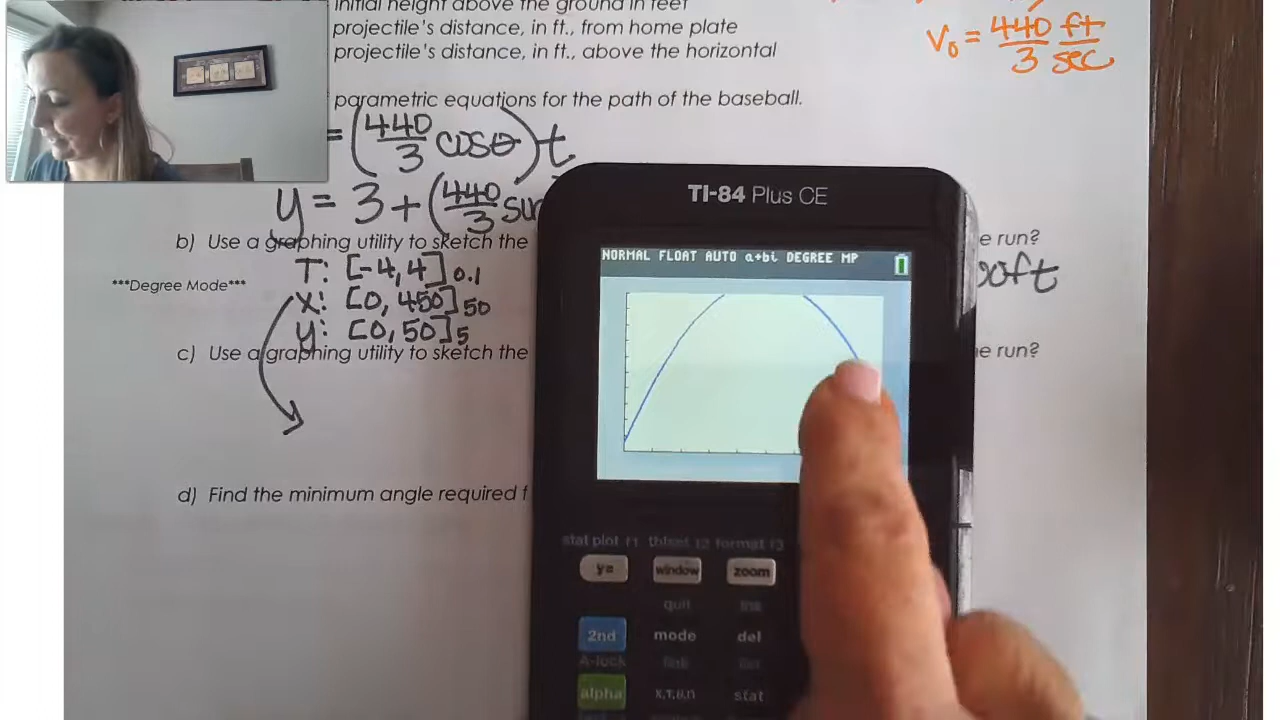 initial height above the ground in feet
projectile's distance, in ft., from home plate
projectile's distance, in ft., above the horizontal
V₀ = 440/3 ft/sec
parametric equations for the path of the baseball.
= (440/3 cosθ)t
y = 3 + (440/3 sin
b) Use a graphing utility to sketch the
e run?
***Degree Mode***
T: [-4, 4] 0.1
x: [0, 450] 50
y: [0, 50] 5
00ft
c) Use a graphing utility to sketch the
e run?
d) Find the minimum angle required f
TI-84 Plus CE
NORMAL FLOAT AUTO a+bi DEGREE MP
stat plot f1 tblset f2 format f3
y= window zoom
quit ins
2nd mode del
A-lock link list
alpha X,T,θ,n stat